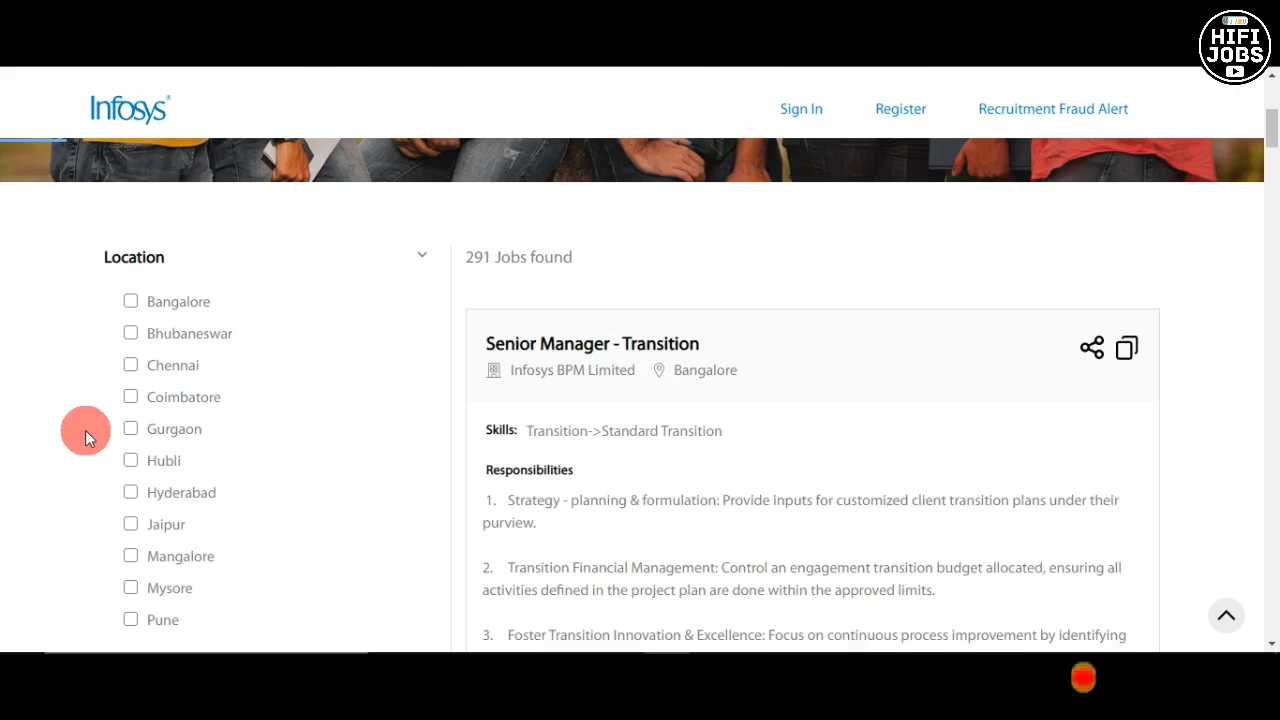 HIFI
JOBS
Infosys®
Sign In
Register
Recruitment Fraud Alert
Location
Bangalore
Bhubaneswar
Chennai
Coimbatore
Gurgaon
Hubli
Hyderabad
Jaipur
Mangalore
Mysore
Pune
291 Jobs found
Senior Manager - Transition
Infosys BPM Limited
Bangalore
Skills: Transition->Standard Transition
Responsibilities
1. Strategy - planning & formulation: Provide inputs for customized client transition plans under their
purview.
2. Transition Financial Management: Control an engagement transition budget allocated, ensuring all
activities defined in the project plan are done within the approved limits.
3. Foster Transition Innovation & Excellence: Focus on continuous process improvement by identifying